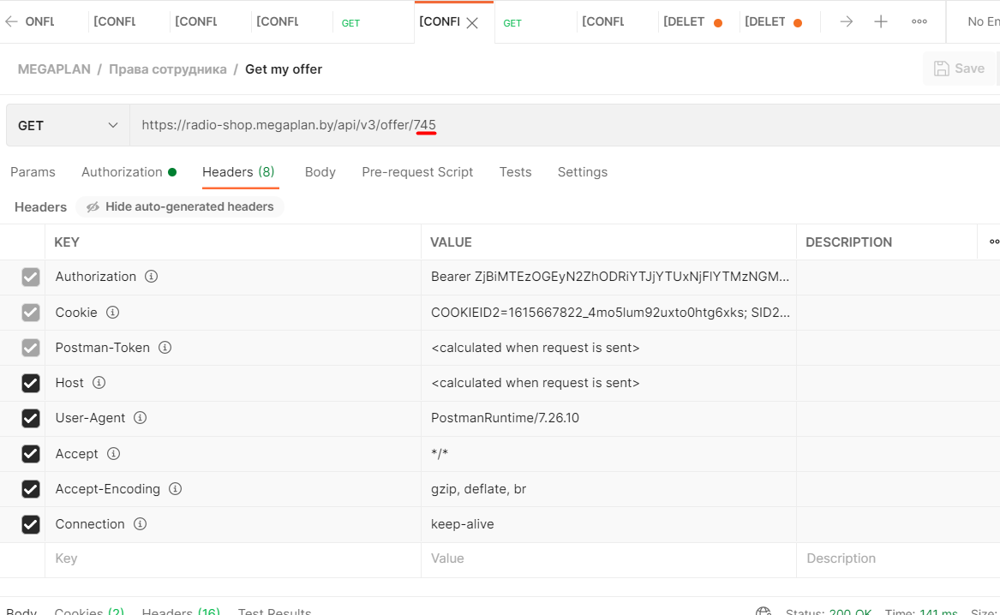 ONFL [CONFL [CONFL [CONFL GET [CONFI GET [CONFL [DELET [DELET No En
MEGAPLAN / Права сотрудника / Get my offer Save
GET https://radio-shop.megaplan.by/api/v3/offer/745
Params Authorization Headers (8) Body Pre-request Script Tests Settings
Headers Hide auto-generated headers
KEY VALUE DESCRIPTION
Authorization Bearer ZjBiMTEzOGEyN2ZhODRiYTJjYTUxNjFlYTMzNGM...
Cookie COOKIEID2=1615667822_4mo5lum92uxto0htg6xks; SID2...
Postman-Token <calculated when request is sent>
Host <calculated when request is sent>
User-Agent PostmanRuntime/7.26.10
Accept */*
Accept-Encoding gzip, deflate, br
Connection keep-alive
Key Value Description
Body Cookies (2) Headers (16) Test Results Status: 200 OK Time: 141 ms Size: